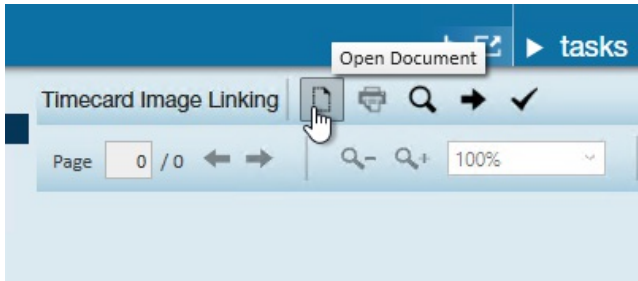 tasks
Open Document
Timecard Image Linking
Page 0 / 0 100%